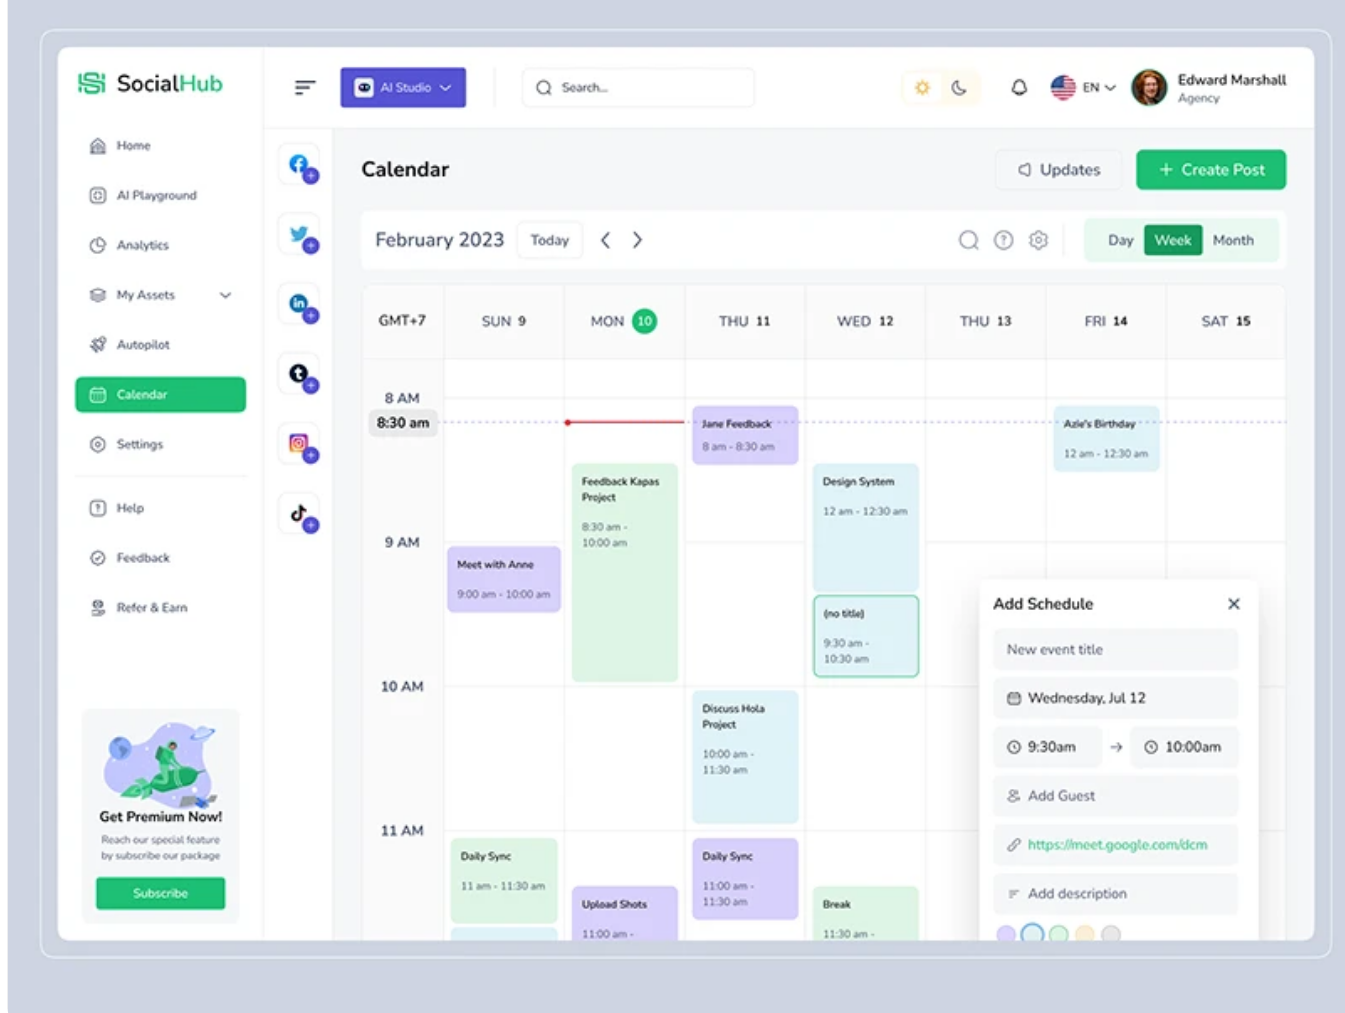 SocialHub
AI Studio
Search...
EN
Edward Marshall
Agency
Home
AI Playground
Analytics
My Assets
Autopilot
Calendar
Settings
Help
Feedback
Refer & Earn
Get Premium Now!
Reach our special feature
by subscribe our package
Subscribe
Calendar
Updates
+ Create Post
February 2023
Today
Day
Week
Month
GMT+7
SUN 9
MON 10
THU 11
WED 12
THU 13
FRI 14
SAT 15
8 AM
8:30 am
9 AM
10 AM
11 AM
Meet with Anne
9:00 am - 10:00 am
Daily Sync
11 am - 11:30 am
Feedback Kapas
Project
8:30 am -
10:00 am
Upload Shots
11:00 am -
Jane Feedback
8 am - 8:30 am
Discuss Hola
Project
10:00 am -
11:30 am
Daily Sync
11:00 am -
11:30 am
Design System
12 am - 12:30 am
(no title)
9:30 am -
10:30 am
Break
11:30 am -
Azie's Birthday
12 am - 12:30 am
Add Schedule
New event title
Wednesday, Jul 12
9:30am → 10:00am
Add Guest
https://meet.google.com/dcm
Add description